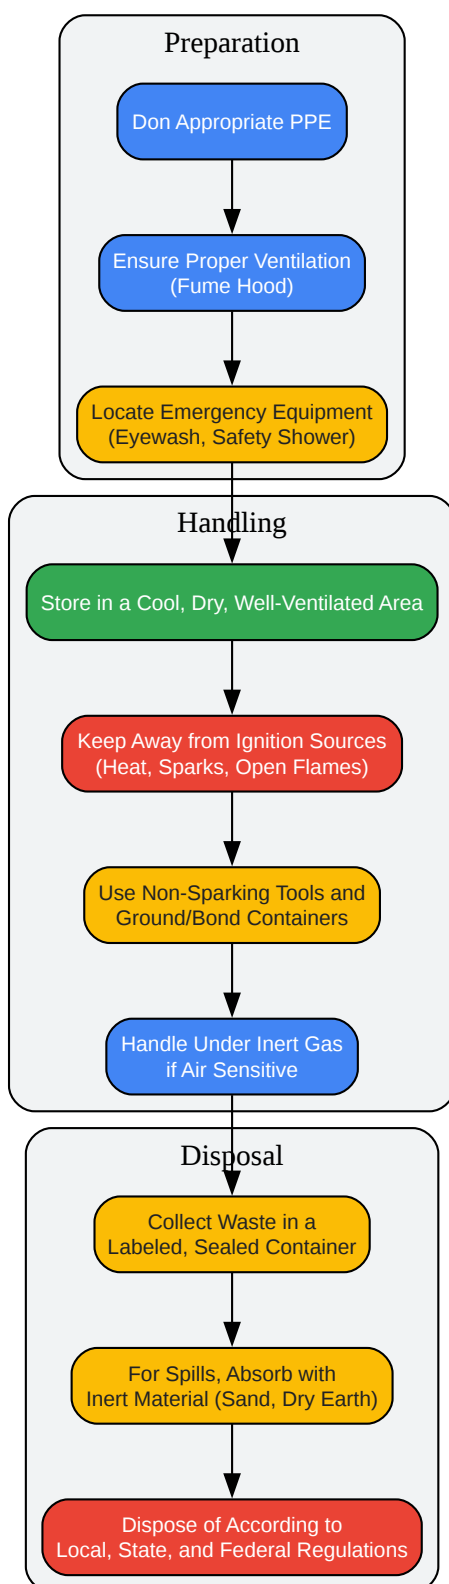 Preparation
Don Appropriate PPE
Ensure Proper Ventilation
(Fume Hood)
Locate Emergency Equipment
(Eyewash, Safety Shower)
Handling
Store in a Cool, Dry, Well-Ventilated Area
Keep Away from Ignition Sources
(Heat, Sparks, Open Flames)
Use Non-Sparking Tools and
Ground/Bond Containers
Handle Under Inert Gas
if Air Sensitive
Disposal
Collect Waste in a
Labeled, Sealed Container
For Spills, Absorb with
Inert Material (Sand, Dry Earth)
Dispose of According to
Local, State, and Federal Regulations